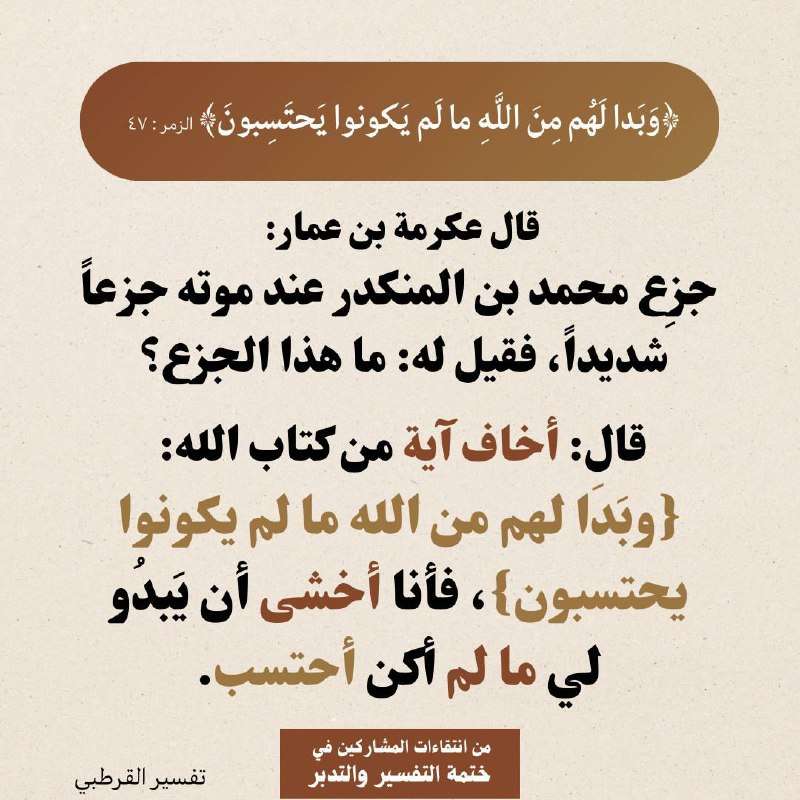 ﴿وَبَدا لَهُم مِنَ اللَّهِ ما لَم يَكونوا يَحتَسِبونَ﴾ الزمر: ٤٧
قال عكرمة بن عمار:
جزِع محمد بن المنكدر عند موته جزعاً
شديداً، فقيل له: ما هذا الجزع؟
قال: أخاف آية من كتاب الله:
{وبَدَا لهم من الله ما لم يكونوا
يحتسبون}، فأنا أخشى أن يَبدُو
لي ما لم أكن أحتسب.
من انتقاءات المشاركين في
ختمة التفسير والتدبر
تفسير القرطبي